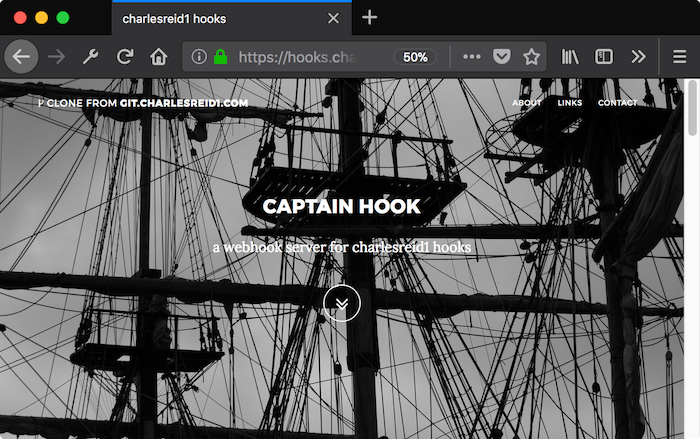 charlesreid1 hooks
https://hooks.cha
50%
CLONE FROM GIT.CHARLESREID1.COM
ABOUT LINKS CONTACT
CAPTAIN HOOK
a webhook server for charlesreid1 hooks